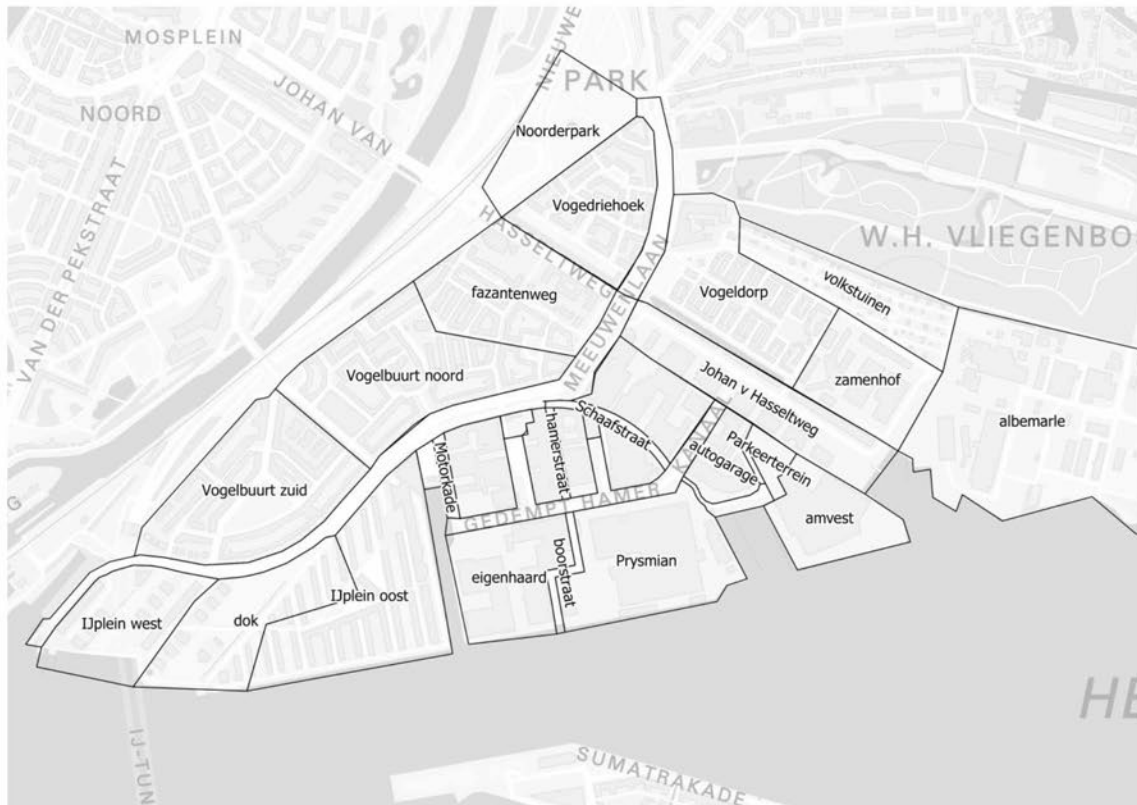 MOSPLEIN
NIEUWE
PARK
JOHAN VAN
NOORD
Noorderpark
VAN DER PEKSTRAAT
Vogedriehoek
HASSELTWEG
W.H. VLIEGENBO
volkstuinen
fazantenweg
Vogeldorp
MEEUWENLAAN
Vogelbuurt noord
Johan v Hasseltweg
zamenhof
albemarle
Schaafstraat
hamerstraat
KANAAL
Parkeerterrein
autogarage
Motorkade
Vogelbuurt zuid
GEDEMPT HAMER
amvest
boorstraat
Prysmian
eigenhaard
IJplein oost
IJplein west
dok
HE
IJ-TUN
SUMATRAKADE
G